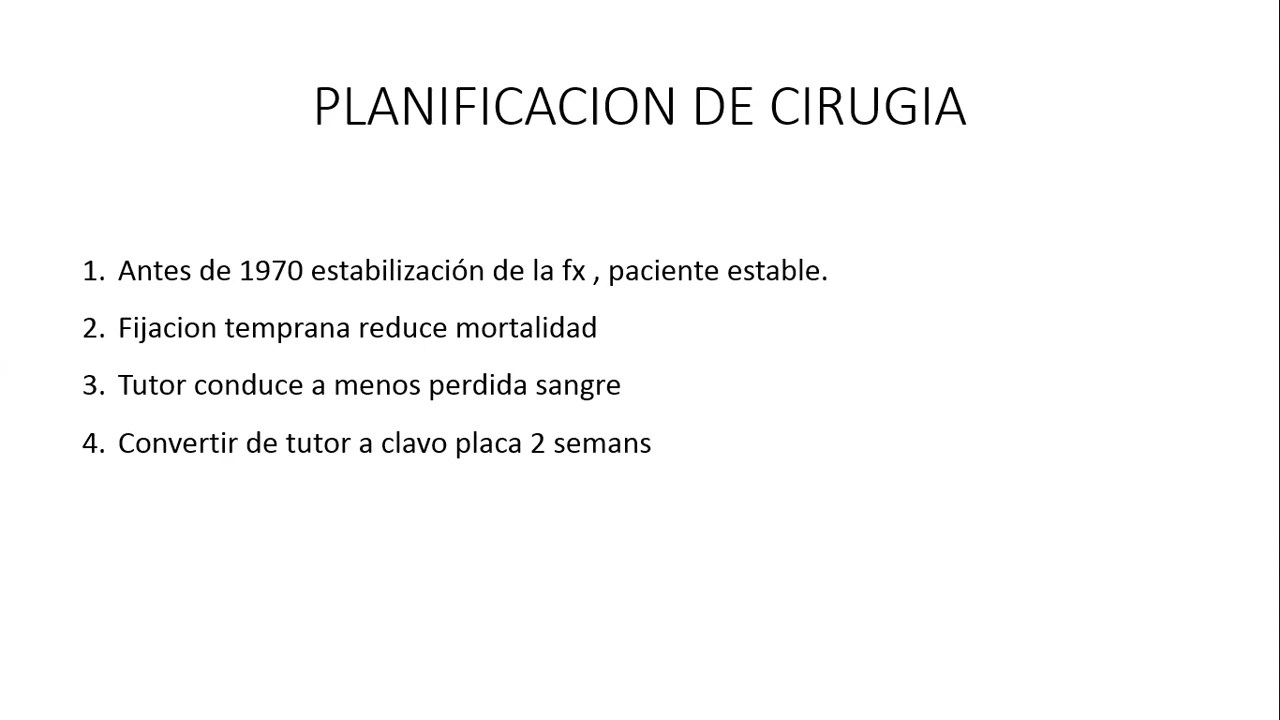 PLANIFICACION DE CIRUGIA
1. Antes de 1970 estabilización de la fx , paciente estable.
2. Fijacion temprana reduce mortalidad
3. Tutor conduce a menos perdida sangre
4. Convertir de tutor a clavo placa 2 semans